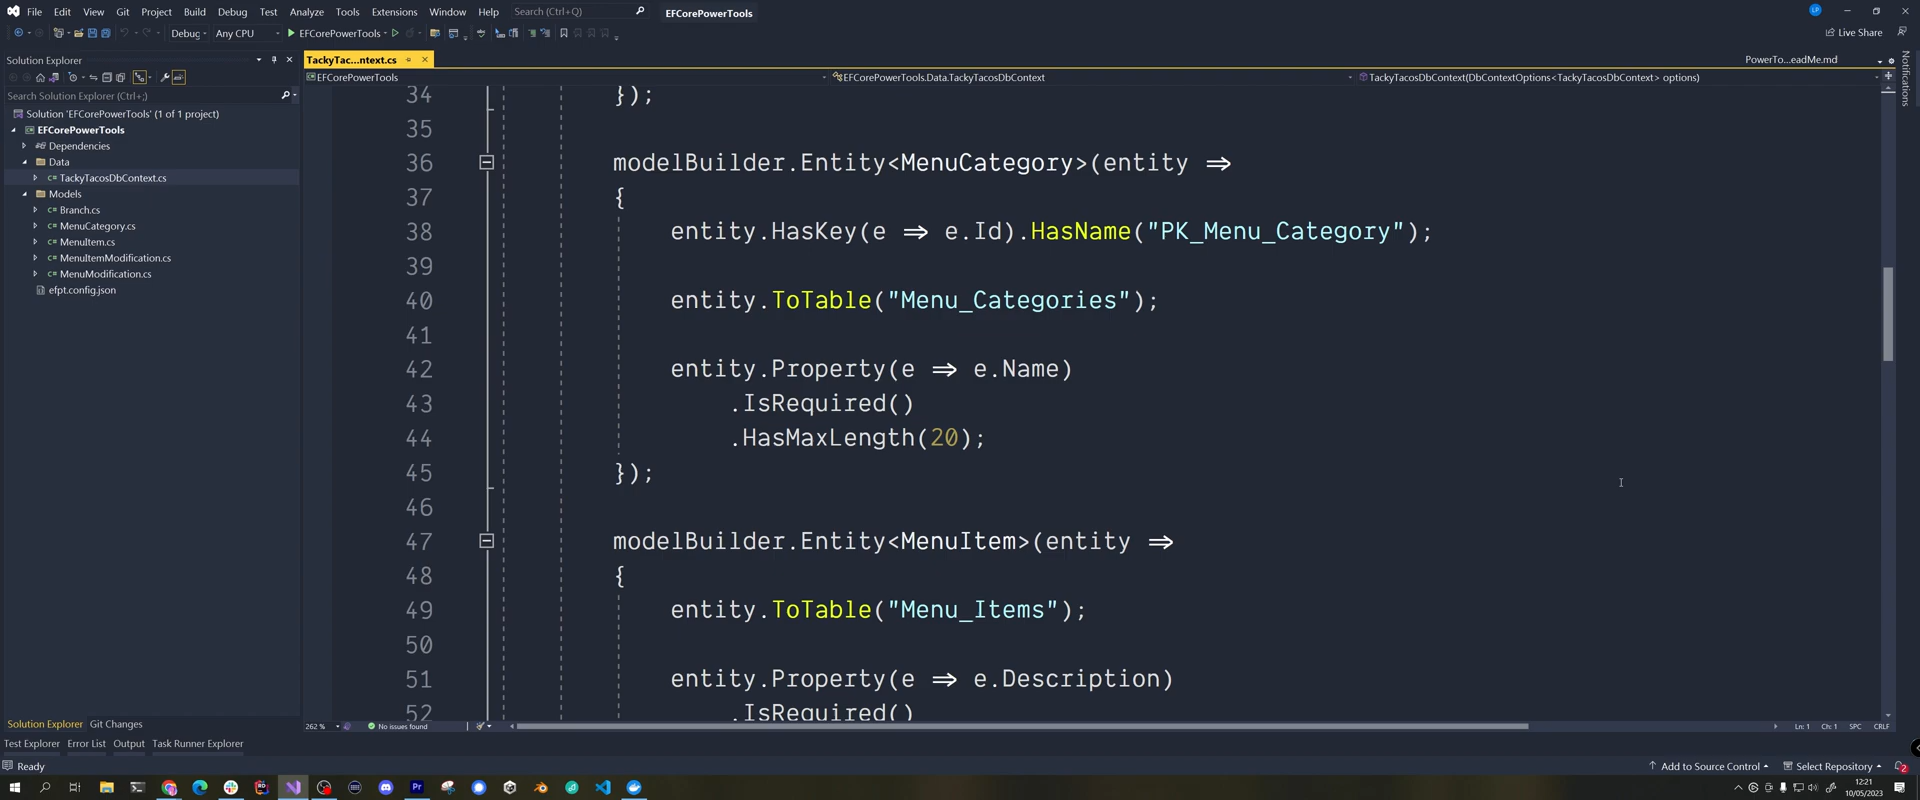 File Edit View Git Project Build Debug Test Analyze Tools Extensions Window Help Search (Ctrl+Q) EFCorePowerTools LP
Debug Any CPU EFCorePowerTools Live Share
Solution Explorer
TackyTac...ntext.cs
PowerTo...eadMe.md
Notifications
EFCorePowerTools EFCorePowerTools.Data.TackyTacosDbContext TackyTacosDbContext(DbContextOptions<TackyTacosDbContext> options)
Search Solution Explorer (Ctrl+;)
Solution 'EFCorePowerTools' (1 of 1 project)
EFCorePowerTools
Dependencies
Data
TackyTacosDbContext.cs
Models
Branch.cs
MenuCategory.cs
MenuItem.cs
MenuItemModification.cs
MenuModification.cs
efpt.config.json
34 });
35
36 modelBuilder.Entity<MenuCategory>(entity =>
37 {
38 entity.HasKey(e => e.Id).HasName("PK_Menu_Category");
39
40 entity.ToTable("Menu_Categories");
41
42 entity.Property(e => e.Name)
43 .IsRequired()
44 .HasMaxLength(20);
45 });
46
47 modelBuilder.Entity<MenuItem>(entity =>
48 {
49 entity.ToTable("Menu_Items");
50
51 entity.Property(e => e.Description)
52 .IsRequired()
Solution Explorer Git Changes
262 % No issues found Ln: 1 Ch: 1 SPC CRLF
Test Explorer Error List Output Task Runner Explorer
Ready Add to Source Control Select Repository 2
12:21
10/05/2023